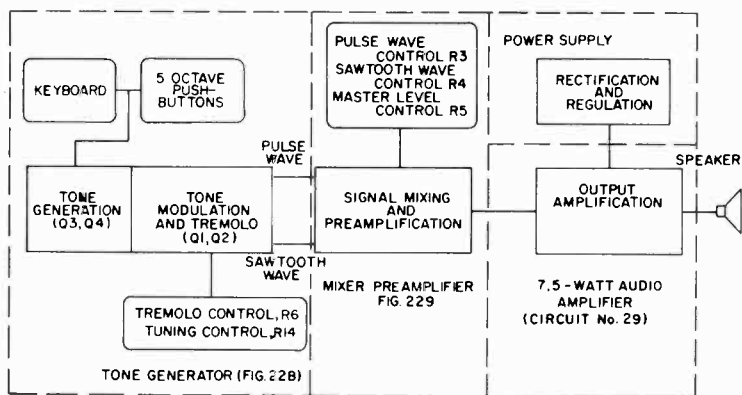 KEYBOARD
5 OCTAVE
PUSH-
BUTTONS
PULSE WAVE
CONTROL R3
SAWTOOTH WAVE
CONTROL R4
MASTER LEVEL
CONTROL R5
POWER SUPPLY
RECTIFICATION
AND
REGULATION
PULSE
WAVE
TONE
GENERATION
(Q3,Q4)
TONE
MODULATION
AND TREMOLO
(Q1,Q2)
SAWTOOTH
WAVE
SIGNAL MIXING
AND
PREAMPLIFICATION
OUTPUT
AMPLIFICATION
SPEAKER
TREMOLO CONTROL,R6
TUNING CONTROL,R14
MIXER PREAMPLIFIER
FIG. 229
7.5-WATT AUDIO
AMPLIFIER
(CIRCUIT No. 29)
TONE GENERATOR (FIG. 228)